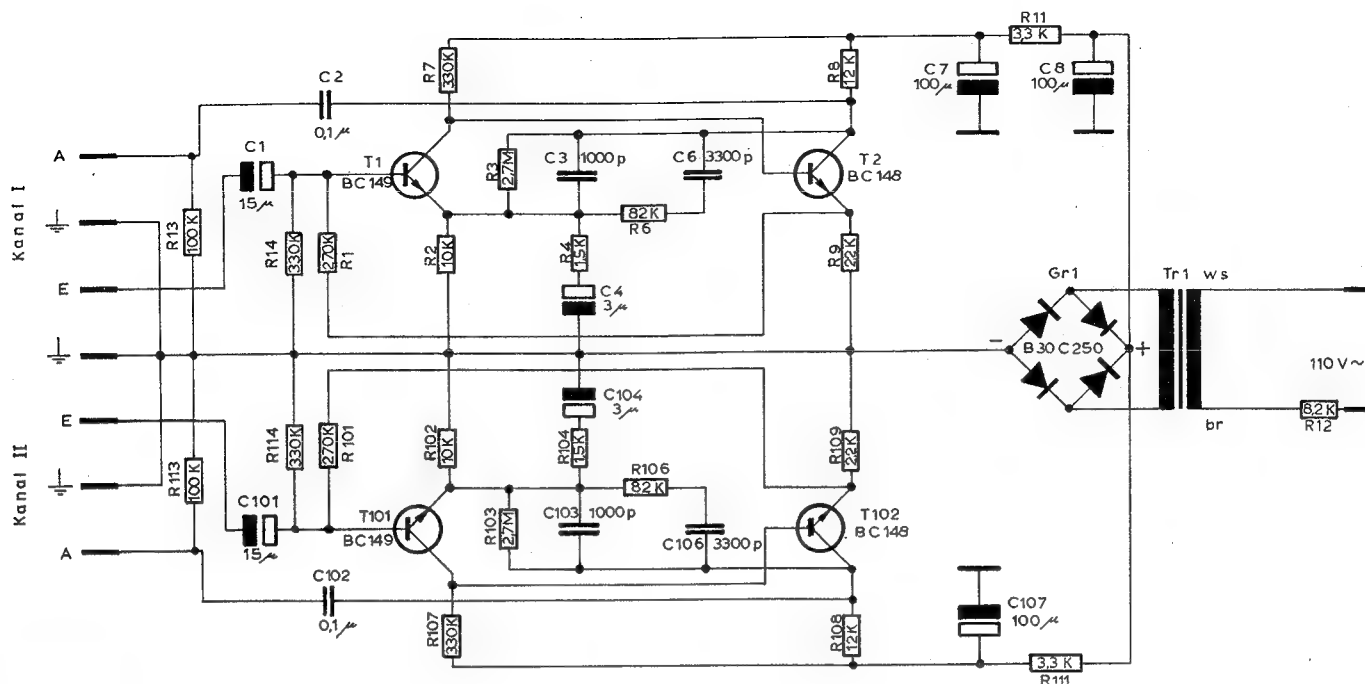 R11
3,3 K
R7
330K
R8
12K
C7
100µ
C8
100µ
C2
0,1µ
A
C1
15µ
T1
BC149
R3
2,7M
C3
1000p
C6
3300p
T2
BC148
Kanal I
R13
100K
R14
330K
270K
R1
R2
10K
82K
R6
R4
1,5K
R9
2,2K
E
C4
3µ
Gr1
Tr1
ws
-
B30C250
+
110V~
8,2K
R12
br
E
C104
3µ
R114
330K
270K
R101
R102
10K
R104
1,5K
R109
2,2K
R106
82K
Kanal II
R113
100K
C101
15µ
T101
BC149
R103
2,7M
C103
1000p
C106
3300p
T102
BC148
A
C102
0,1µ
R107
330K
R108
12K
C107
100µ
3,3 K
R111